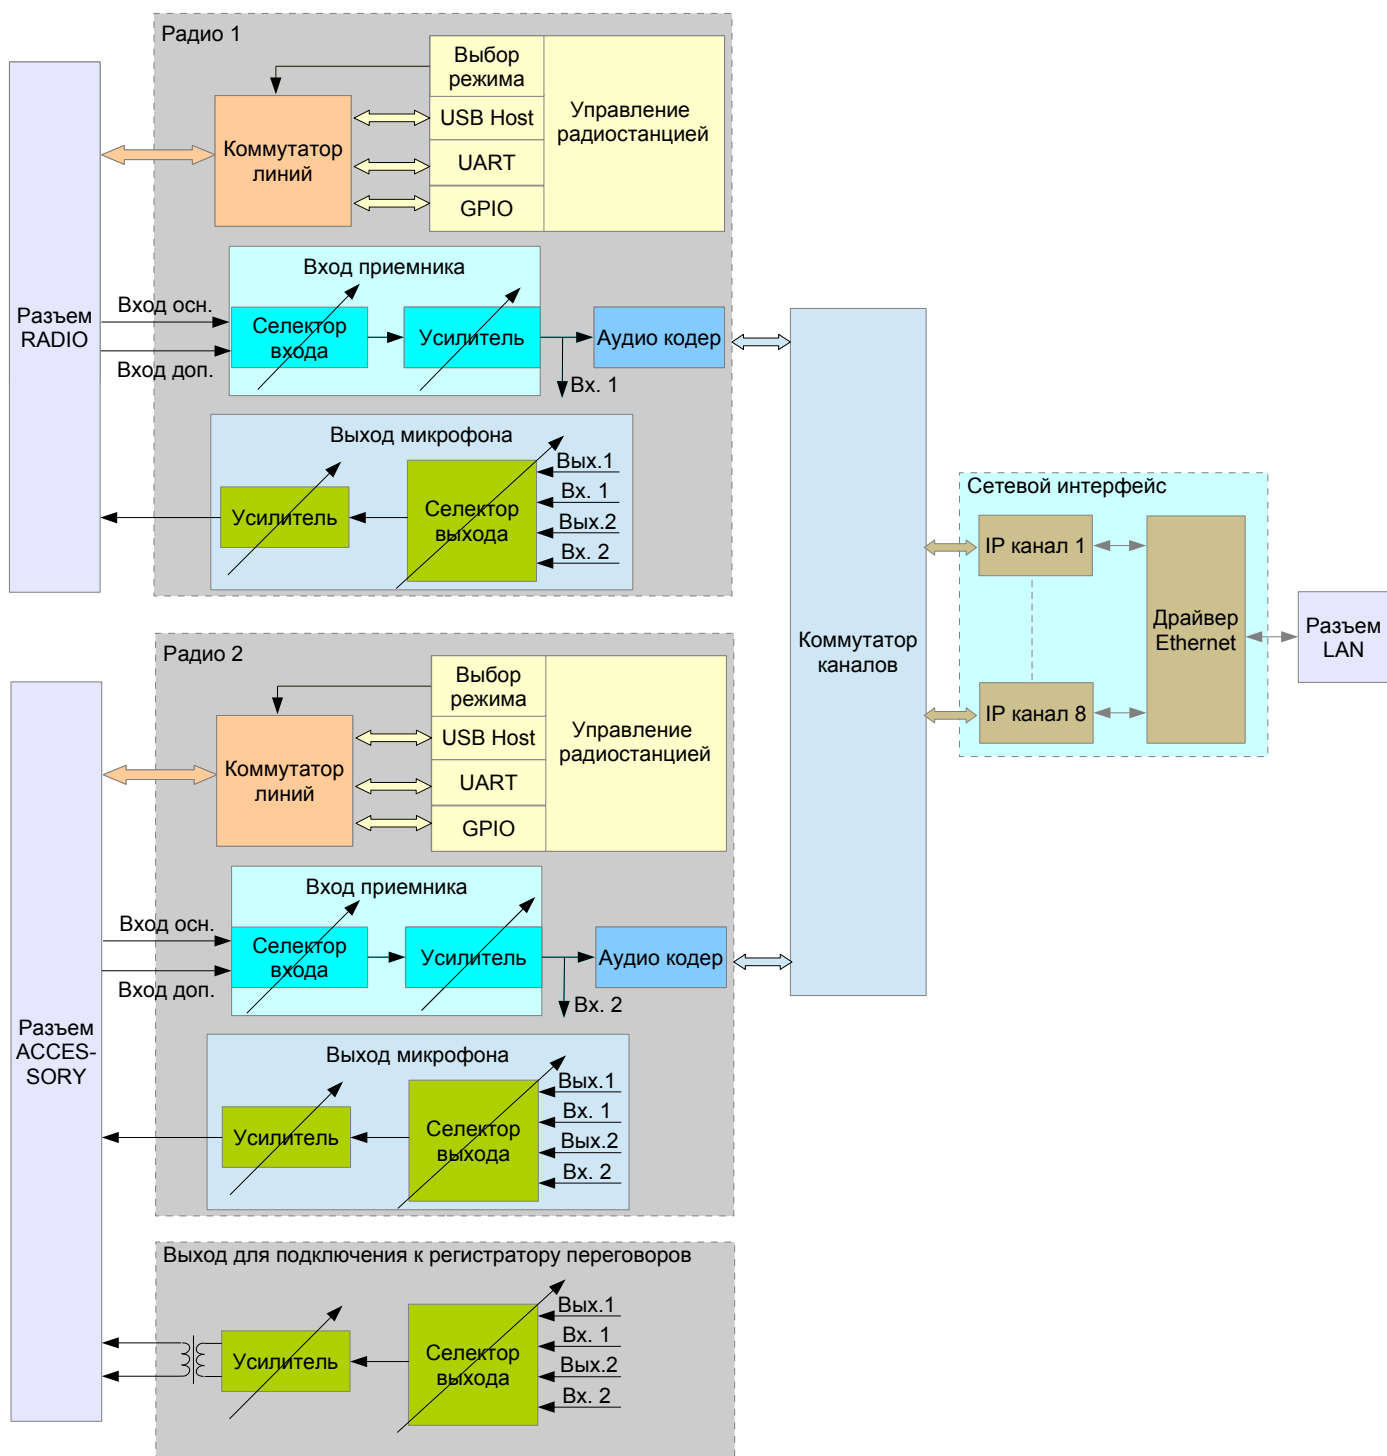 Радио 1
Выбор
режима
USB Host
UART
GPIO
Управление
радиостанцией
Коммутатор
линий
Разъем
RADIO
Вход осн.
Вход доп.
Вход приемника
Селектор
входа
Усилитель
Аудио кодер
Вх. 1
Выход микрофона
Усилитель
Селектор
выхода
Вых.1
Вх. 1
Вых.2
Вх. 2
Коммутатор
каналов
Сетевой интерфейс
IP канал 1
IP канал 8
Драйвер
Ethernet
Разъем
LAN
Радио 2
Выбор
режима
USB Host
UART
GPIO
Управление
радиостанцией
Коммутатор
линий
Разъем
ACCES-
SORY
Вход осн.
Вход доп.
Вход приемника
Селектор
входа
Усилитель
Аудио кодер
Вх. 2
Выход микрофона
Усилитель
Селектор
выхода
Вых.1
Вх. 1
Вых.2
Вх. 2
Выход для подключения к регистратору переговоров
Усилитель
Селектор
выхода
Вых.1
Вх. 1
Вых.2
Вх. 2